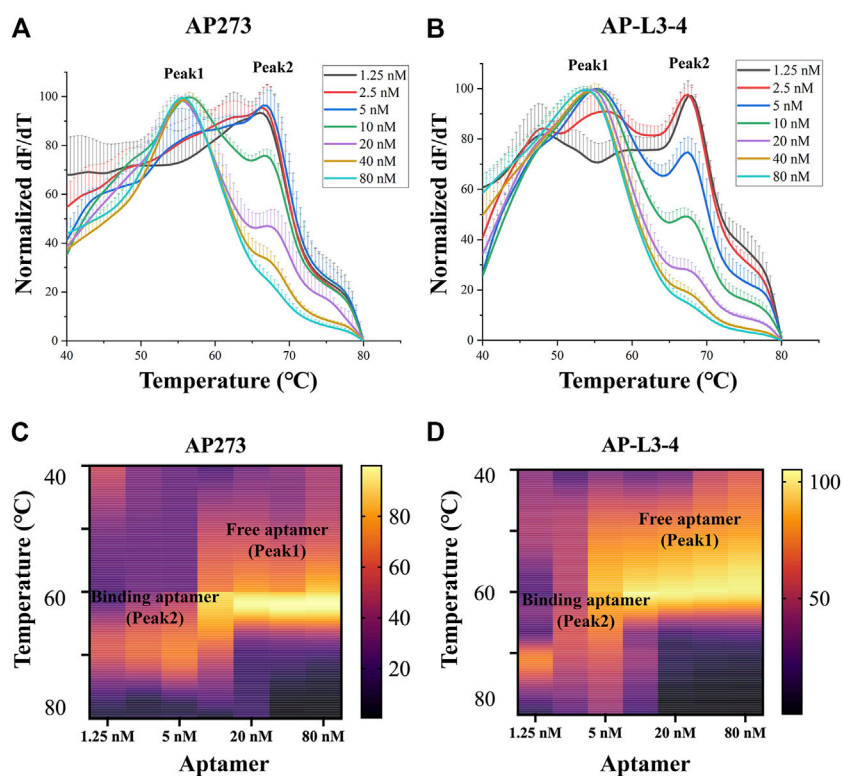 A
AP273
Peak1
Peak2
1.25 nM
2.5 nM
5 nM
10 nM
20 nM
40 nM
80 nM
Normalized dF/dT
100
80
60
40
20
0
40
50
60
70
80
Temperature (℃)
B
AP-L3-4
Peak1
Peak2
1.25 nM
2.5 nM
5 nM
10 nM
20 nM
40 nM
80 nM
Normalized dF/dT
100
80
60
40
20
0
40
50
60
70
80
Temperature (℃)
C
AP273
Temperature (℃)
40
60
80
Free aptamer
(Peak1)
Binding aptamer
(Peak2)
80
60
40
20
1.25 nM
5 nM
20 nM
80 nM
Aptamer
D
AP-L3-4
Temperature (℃)
40
60
80
Free aptamer
(Peak1)
Binding aptamer
(Peak2)
100
50
1.25 nM
5 nM
20 nM
80 nM
Aptamer